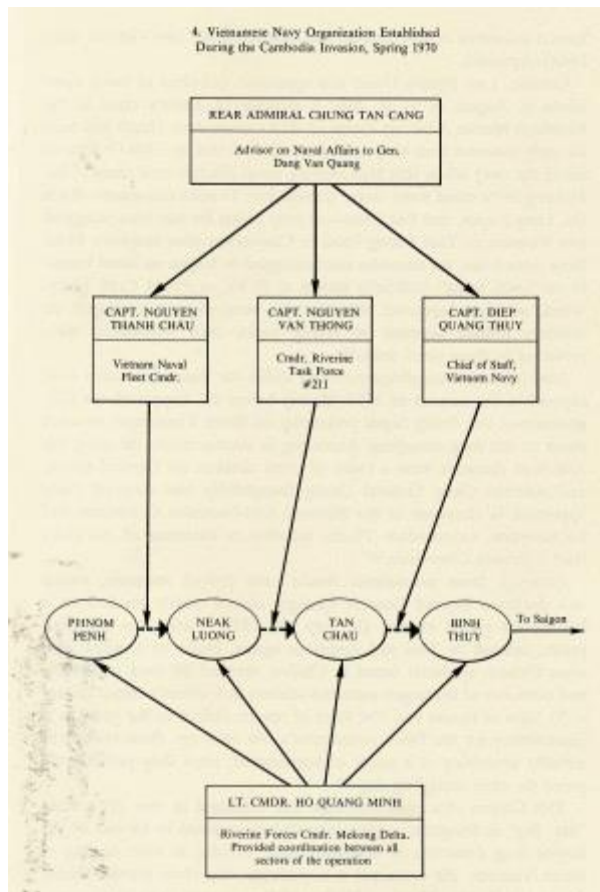 4. Vietnamese Navy Organization Established
During the Cambodia Invasion, Spring 1970
REAR ADMIRAL CHUNG TAN CANG
Advisor on Naval Affairs to Gen.
Dang Van Quang
CAPT. NGUYEN
THANH CHAU
Vietnam Naval
Fleet Cmdr.
CAPT. NGUYEN
VAN THONG
Cmdr. Riverine
Task Force
#211
CAPT. DIEP
QUANG THUY
Chief of Staff,
Vietnam Navy
PHNOM
PENH
NEAK
LUONG
TAN
CHAU
BINH
THUY
To Saigon
LT. CMDR. HO QUANG MINH
Riverine Forces Cmdr. Mekong Delta.
Provided coordination between all
sectors of the operation